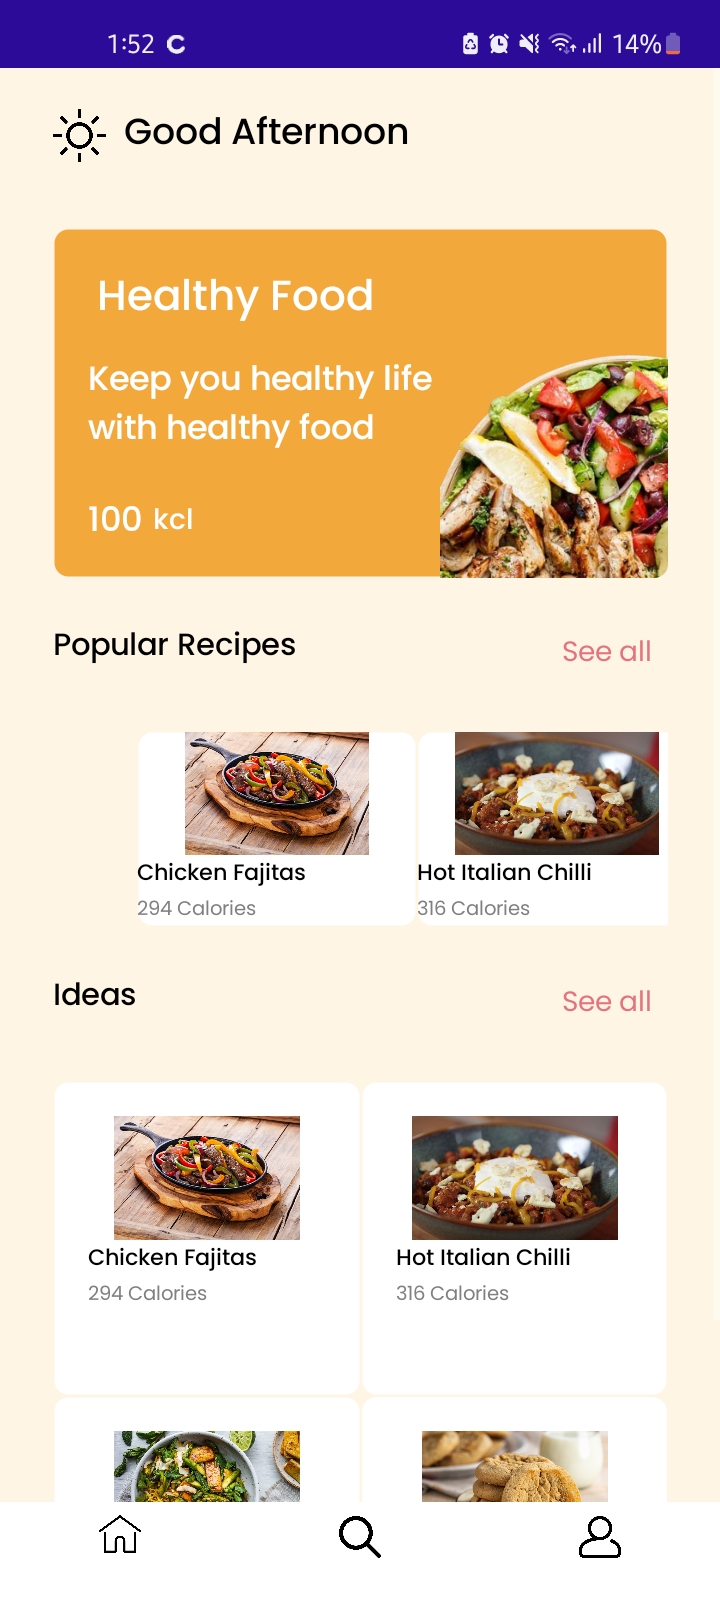 1:52 C 14%
Good Afternoon
Healthy Food
Keep you healthy life
with healthy food
100 kcl
Popular Recipes
See all
Chicken Fajitas
Hot Italian Chilli
294 Calories
316 Calories
Ideas
See all
Chicken Fajitas
Hot Italian Chilli
294 Calories
316 Calories